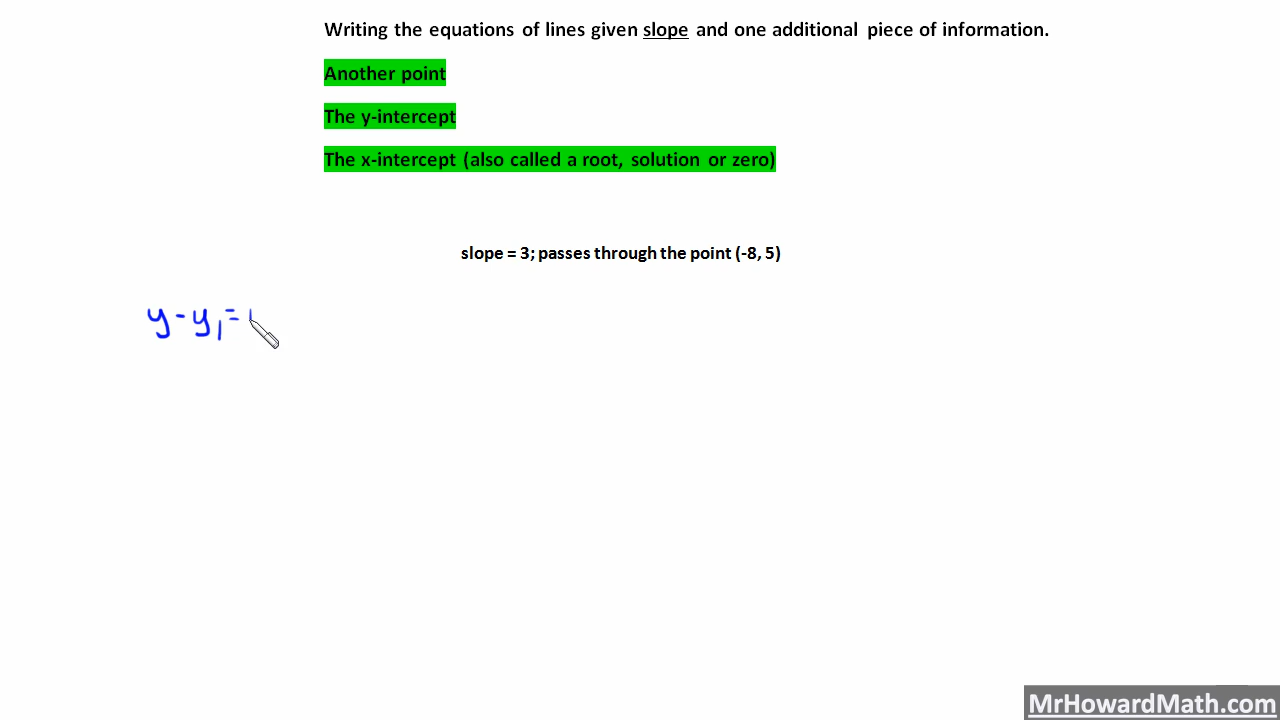 Writing the equations of lines given slope and one additional piece of information.
Another point
The y-intercept
The x-intercept (also called a root, solution or zero)
slope = 3; passes through the point (-8, 5)
y - y₁ =
MrHowardMath.com